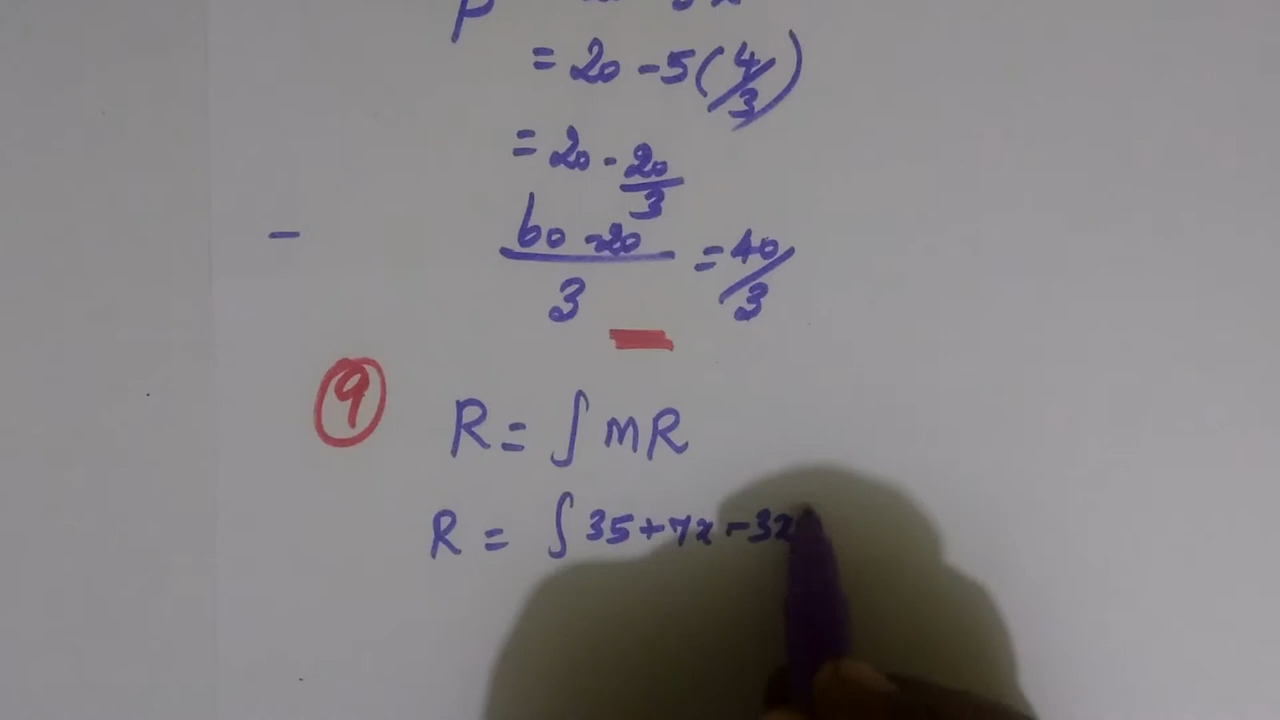 p
= 20 - 5(4/3)
= 20 - 20/3
60 - 20/3 = 40/3
9
R = ∫ MR
R = ∫ 35 + 7x - 3x